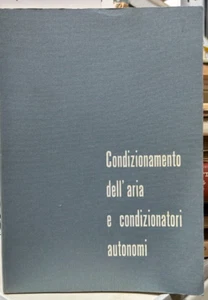 Condizionamento
dell'aria
e condizionatori
autonomi